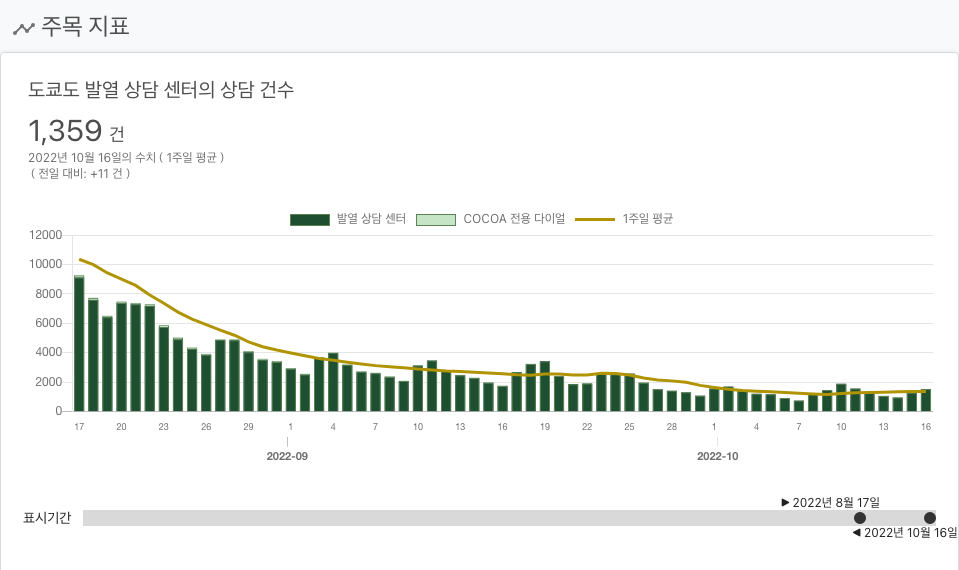 주목 지표
도쿄도 발열 상담 센터의 상담 건수
1,359 건
2022년 10월 16일의 수치 ( 1주일 평균 )
( 전일 대비: +11 건 )
발열 상담 센터 COCOA 전용 다이얼 1주일 평균
12000
10000
8000
6000
4000
2000
0
17 20 23 26 29 1 4 7 10 13 16 19 22 25 28 1 4 7 10 13 16
2022-09 2022-10
▶ 2022년 8월 17일
표시기간
◀ 2022년 10월 16일